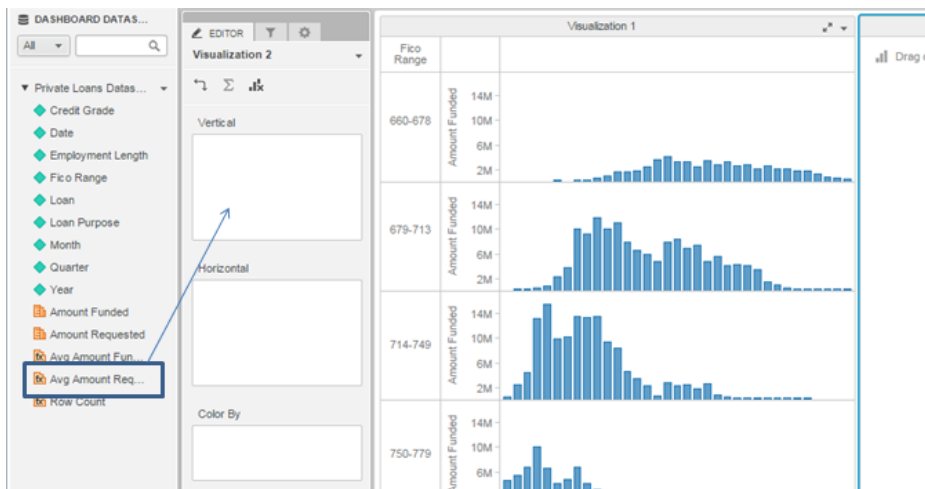 DASHBOARD DATAS...
All
Private Loans Datas...
Credit Grade
Date
Employment Length
Fico Range
Loan
Loan Purpose
Month
Quarter
Year
Amount Funded
Amount Requested
Avg Amount Fun...
Avg Amount Req...
Row Count
EDITOR
Visualization 2
Vertical
Horizontal
Color By
Visualization 1
Fico
Range
660-678
Amount Funded
14M
10M
6M
2M
679-713
Amount Funded
14M
10M
6M
2M
714-749
Amount Funded
14M
10M
6M
2M
750-779
Amount Funded
14M
10M
6M
Drag